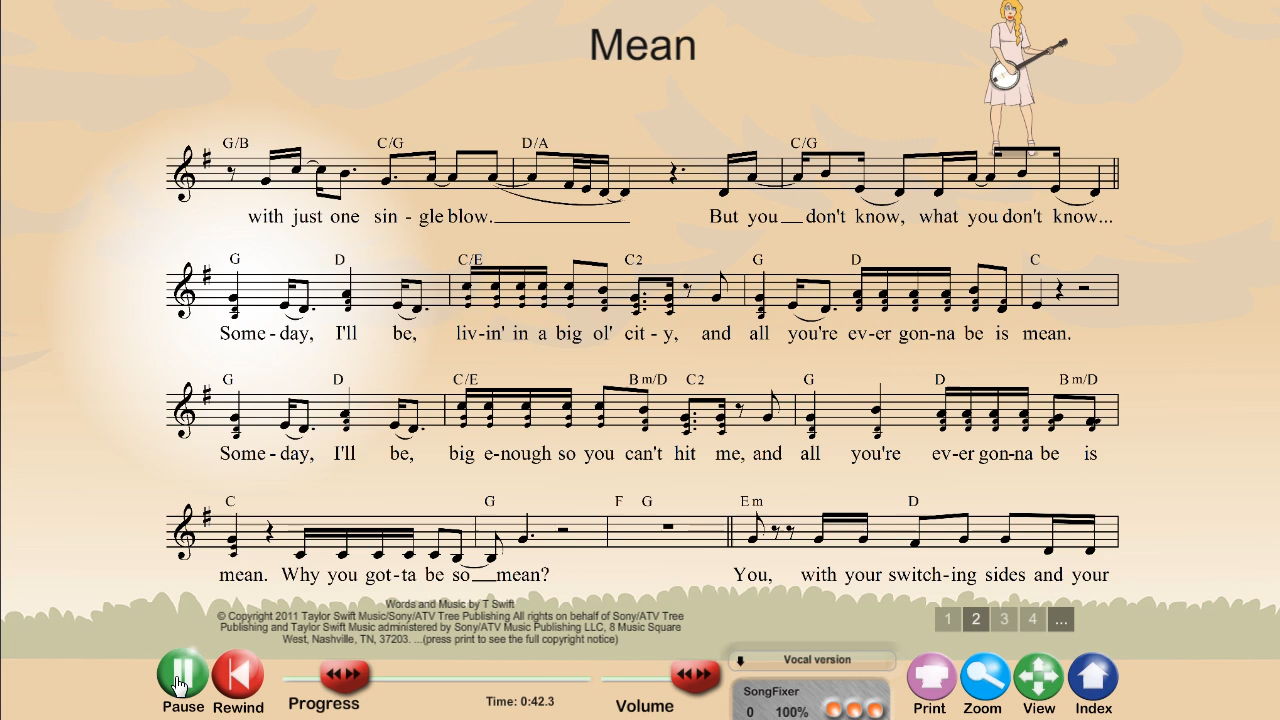 Mean
G/B C/G D/A C/G
with just one sin - gle blow. But you don't know, what you don't know...
G D C/E C2 G D C
Some - day, I'll be, liv-in' in a big ol' cit - y, and all you're ev-er gon-na be is mean.
G D C/E Bm/D C2 G D Bm/D
Some - day, I'll be, big e-nough so you can't hit me, and all you're ev-er gon-na be is
C G F G Em D
mean. Why you got-ta be so mean? You, with your switch-ing sides and your
Words and Music by T Swift
© Copyright 2011 Taylor Swift Music/Sony/ATV Tree Publishing All rights on behalf of Sony/ATV Tree
Publishing and Taylor Swift Music administered by Sony/ATV Music Publishing LLC, 8 Music Square
West, Nashville, TN, 37203. ...(press print to see the full copyright notice)
1 2 3 4 ...
Vocal version
Pause Rewind Progress Time: 0:42.3 Volume
SongFixer
0 100%
Print Zoom View Index